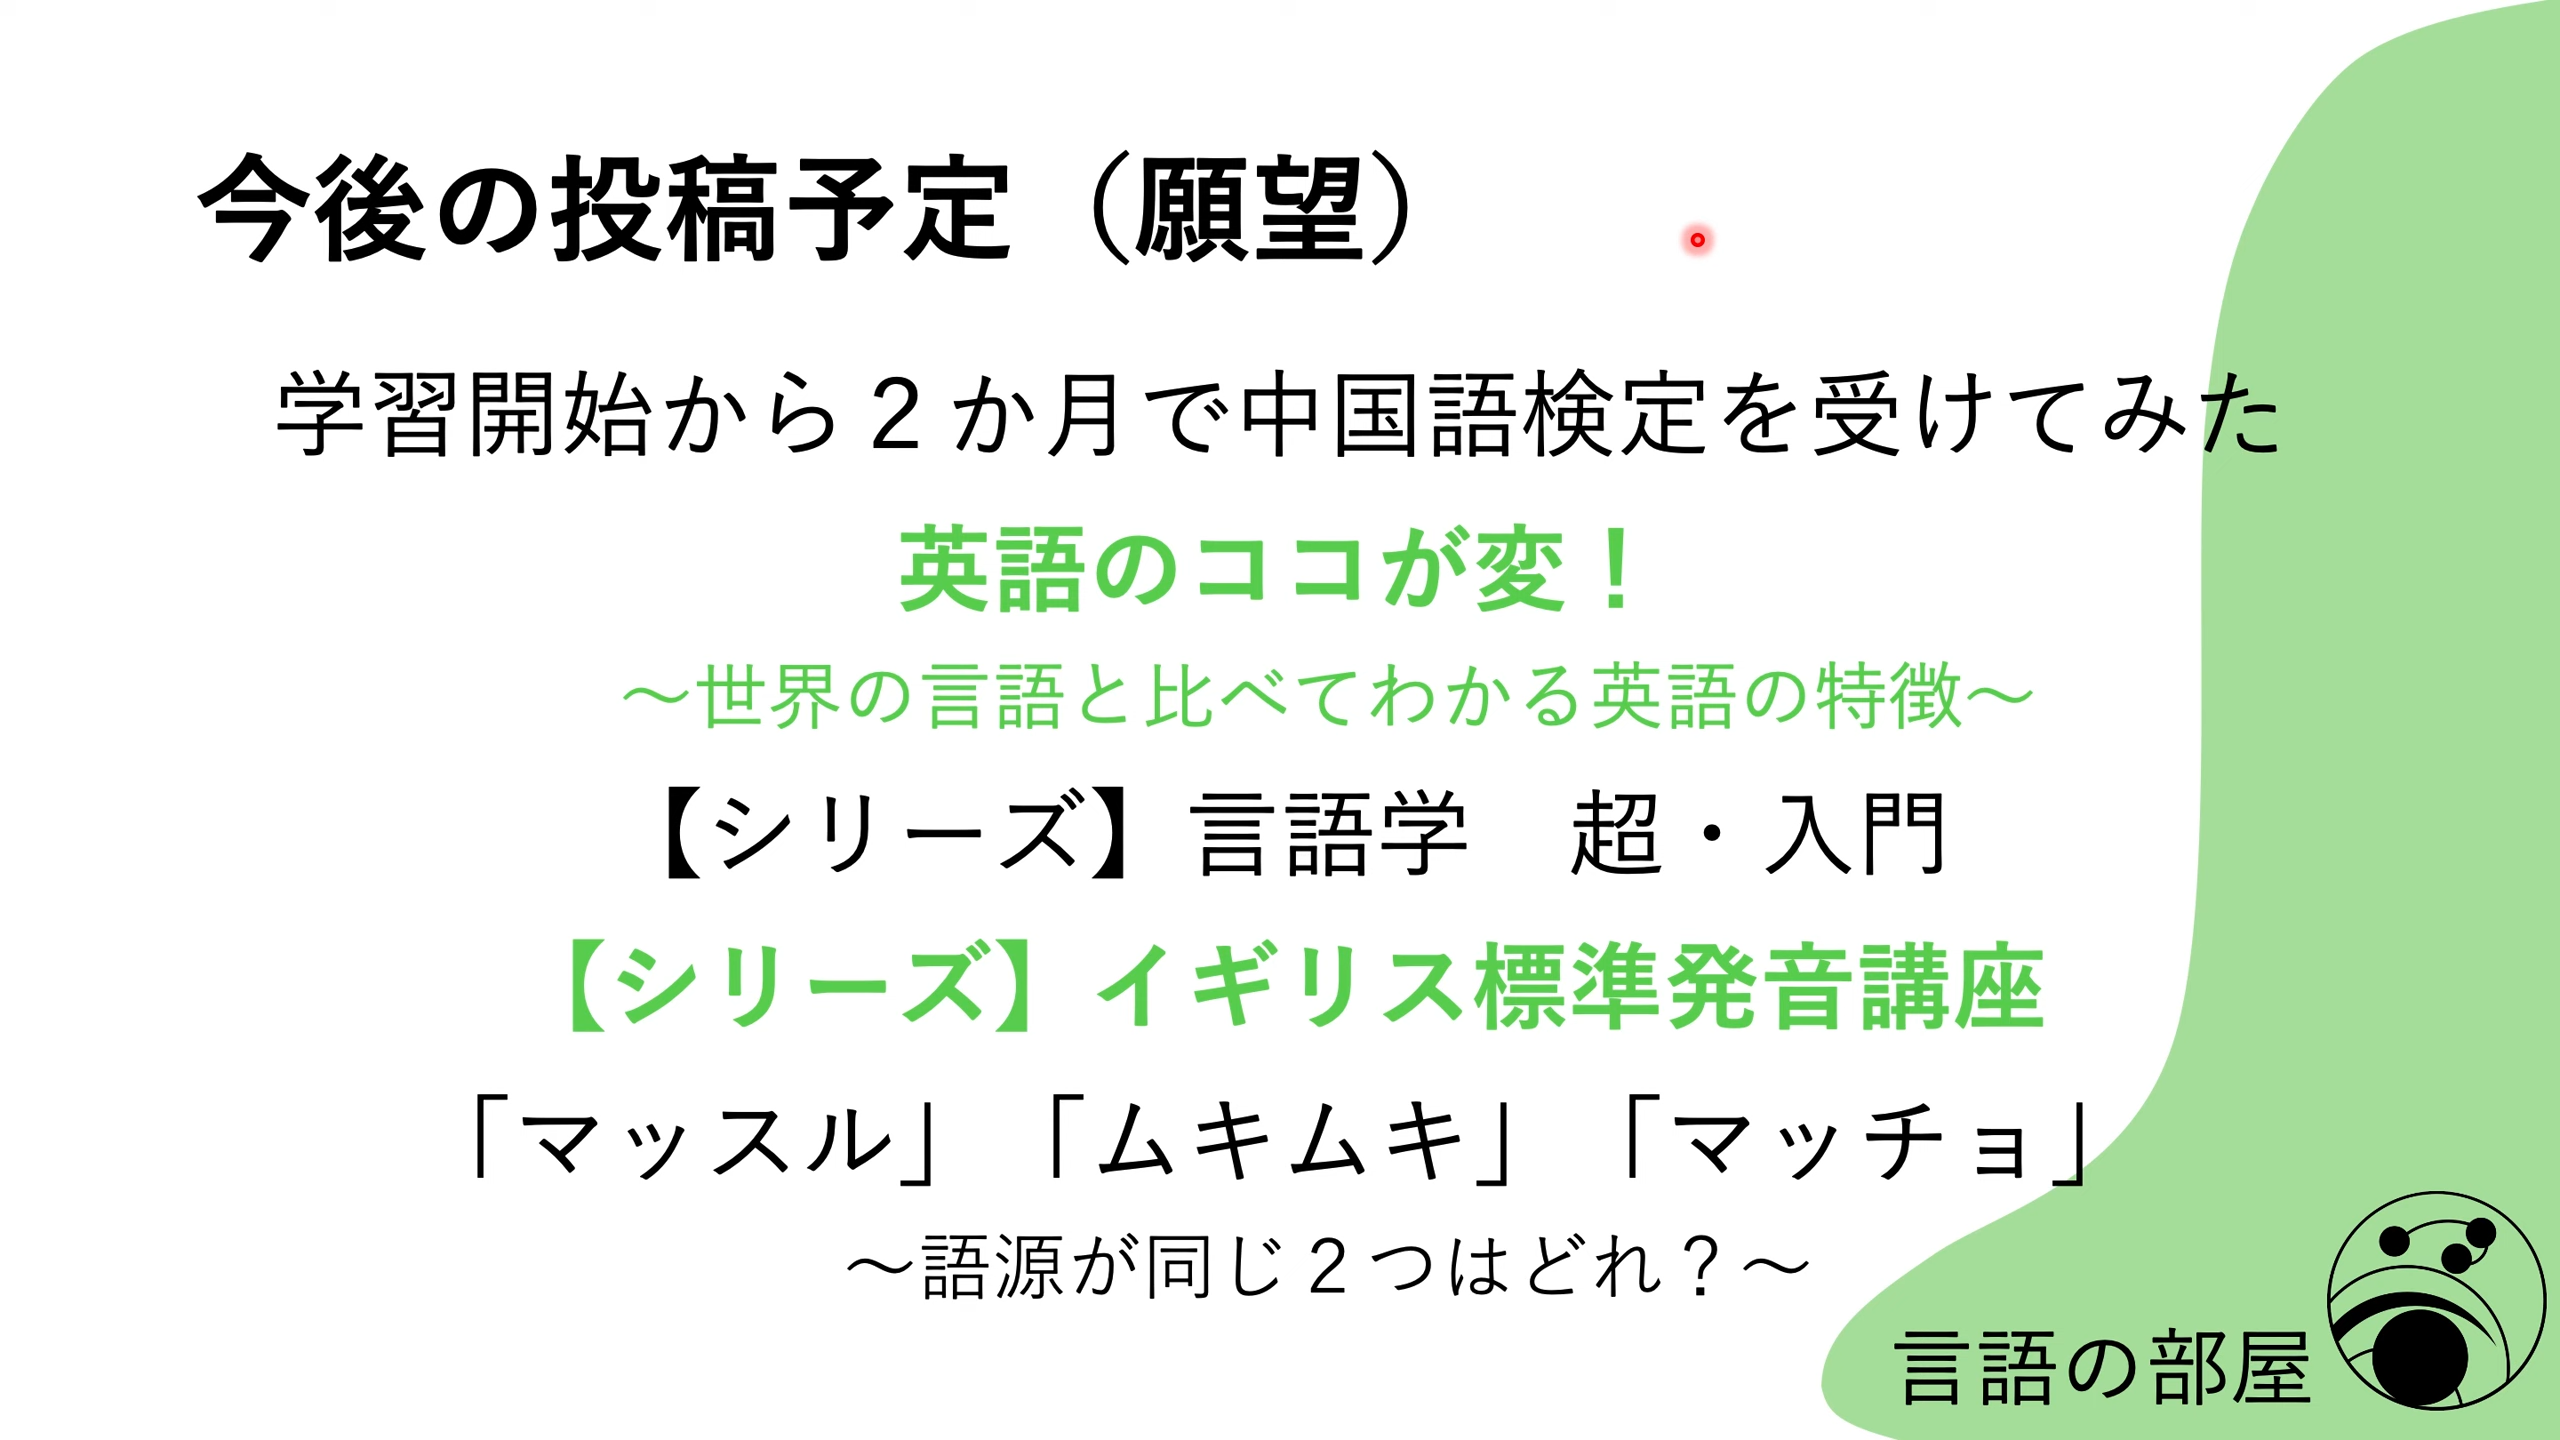 今後の投稿予定（願望）
学習開始から２か月で中国語検定を受けてみた
英語のココが変！
～世界の言語と比べてわかる英語の特徴～
【シリーズ】言語学　超・入門
【シリーズ】イギリス標準発音講座
「マッスル」「ムキムキ」「マッチョ」
～語源が同じ２つはどれ？～
言語の部屋